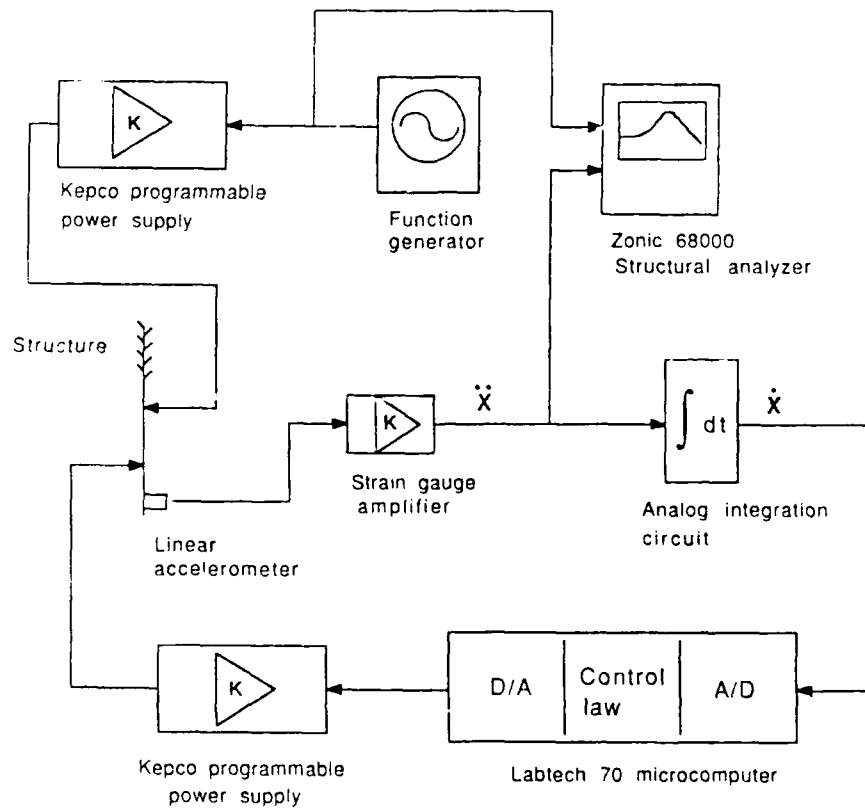 K
Kepco programmable
power supply
Function
generator
Zonic 68000
Structural analyzer
Structure
K
Ẍ
∫ dt
Ẋ
Strain gauge
amplifier
Analog integration
circuit
Linear
accelerometer
K
D/A
Control
law
A/D
Kepco programmable
power supply
Labtech 70 microcomputer